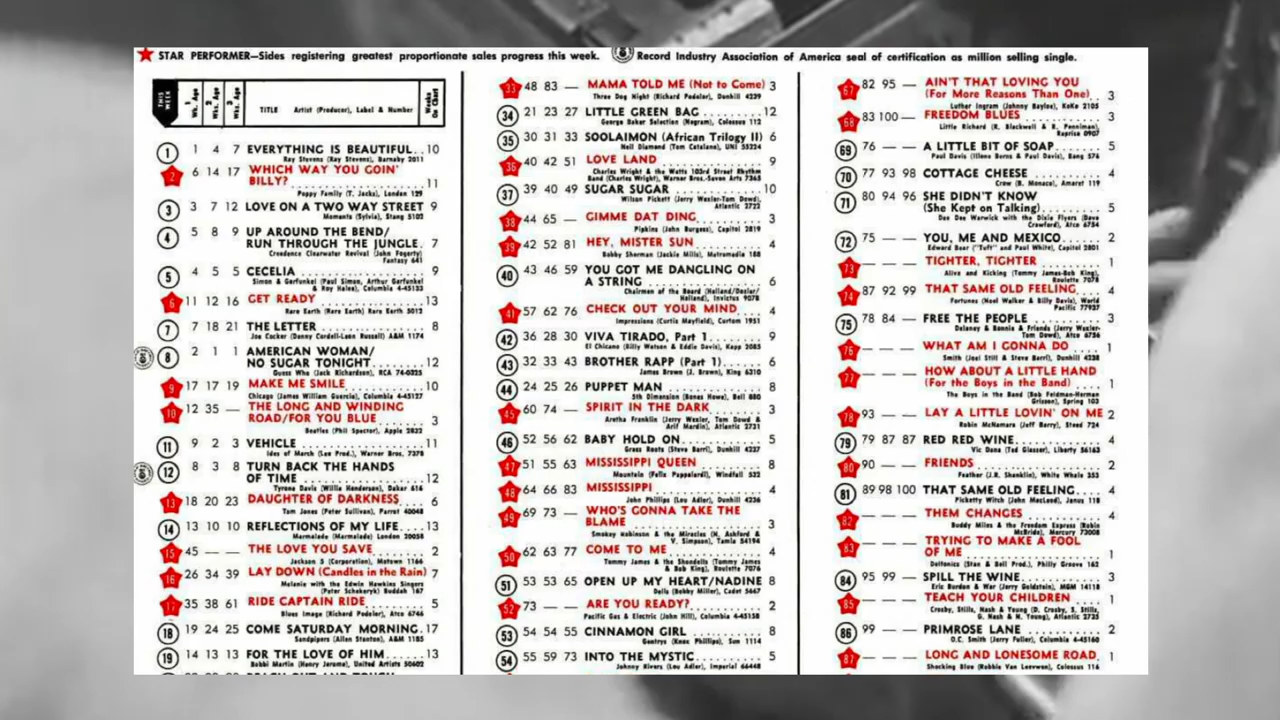 STAR PERFORMER—Sides registering greatest proportionate sales progress this week. Record Industry Association of America seal of certification as million selling single.
THIS WEEK 1 Wk. Ago 2 Wks. Ago 3 Wks. Ago TITLE Artist (Producer), Label & Number Weeks On Chart
1 1 4 7 EVERYTHING IS BEAUTIFUL . . 10
Ray Stevens (Ray Stevens), Barnaby 2011
2 6 14 17 WHICH WAY YOU GOIN'
BILLY? 11
Poppy Family (T. Jacks), London 129
3 3 7 12 LOVE ON A TWO WAY STREET 9
Moments (Sylvia), Stang 5102
4 5 8 9 UP AROUND THE BEND/
RUN THROUGH THE JUNGLE. 7
Creedence Clearwater Revival (John Fogerty)
Fantasy 641
5 4 5 5 CECELIA 9
Simon & Garfunkel (Paul Simon, Arthur Garfunkel
& Roy Halee), Columbia 4-45133
6 11 12 16 GET READY 13
Rare Earth (Rare Earth) Rare Earth 5012
7 7 18 21 THE LETTER 8
Joe Cocker (Denny Cordell-Leon Russell) A&M 1174
8 2 1 1 AMERICAN WOMAN/
NO SUGAR TONIGHT 12
Guess Who (Jack Richardson), RCA 74-0325
9 17 17 19 MAKE ME SMILE 10
Chicago (James William Guercio), Columbia 4-45127
10 12 35 — THE LONG AND WINDING
ROAD/FOR YOU BLUE 3
Beatles (Phil Spector), Apple 2832
11 9 2 3 VEHICLE 11
Ides of March (Lee Prod.), Warner Bros. 7378
12 8 3 8 TURN BACK THE HANDS
OF TIME 12
Tyrone Davis (Willie Henderson), Dakar 616
13 18 20 23 DAUGHTER OF DARKNESS 6
Tom Jones (Peter Sullivan), Parrot 40048
14 13 10 10 REFLECTIONS OF MY LIFE 13
Marmalade (Marmalade) London 20058
15 45 — — THE LOVE YOU SAVE 2
Jackson 5 (Corporation), Motown 1166
16 26 34 39 LAY DOWN (Candles in the Rain) 7
Melanie with the Edwin Hawkins Singers
(Peter Schekeryk) Buddah 167
17 35 38 61 RIDE CAPTAIN RIDE 5
Blues Image (Richard Podolor), Atco 6746
18 19 24 25 COME SATURDAY MORNING. 17
Sandpipers (Allen Stanton), A&M 1185
19 14 13 13 FOR THE LOVE OF HIM 13
Bobbi Martin (Henry Jerome), United Artists 50602
33 48 83 — MAMA TOLD ME (Not to Come) 3
Three Dog Night (Richard Podolor), Dunhill 4239
34 21 23 27 LITTLE GREEN BAG 12
George Baker Selection (Negram), Colossus 112
35 30 31 33 SOOLAIMON (African Trilogy II) 6
Neil Diamond (Tom Catalano), UNI 55224
36 40 42 51 LOVE LAND 9
Charles Wright & the Watts 103rd Street Rhythm
Band (Charles Wright), Warner Bros.-Seven Arts 7365
37 39 40 49 SUGAR SUGAR 10
Wilson Pickett (Jerry Wexler-Tom Dowd),
Atlantic 2722
38 44 65 — GIMME DAT DING 3
Pipkins (John Burgess), Capitol 2819
39 42 52 81 HEY, MISTER SUN 4
Bobby Sherman (Jackie Mills), Metromedia 188
40 43 46 59 YOU GOT ME DANGLING ON
A STRING 6
Chairmen of the Board (Holland/Dozier/
Holland), Invictus 9078
41 57 62 76 CHECK OUT YOUR MIND 4
Impressions (Curtis Mayfield), Curtom 1951
42 36 28 30 VIVA TIRADO, Part 1 9
El Chicano (Billy Watson & Eddie Davis), Kapp 2085
43 32 33 43 BROTHER RAPP (Part 1) 6
James Brown (J. Brown), King 6310
44 24 25 26 PUPPET MAN 8
5th Dimension (Bones Howe), Bell 880
45 60 74 — SPIRIT IN THE DARK 3
Aretha Franklin (Jerry Wexler, Tom Dowd &
Arif Mardin), Atlantic 2731
46 52 56 62 BABY HOLD ON 5
Grass Roots (Steve Barri), Dunhill 4237
47 51 55 63 MISSISSIPPI QUEEN 8
Mountain (Felix Pappalardi), Windfall 532
48 64 66 83 MISSISSIPPI 4
John Phillips (Lou Adler), Dunhill 4236
49 69 73 — WHO'S GONNA TAKE THE
BLAME 3
Smokey Robinson & the Miracles (N. Ashford &
V. Simpson), Tamla 54194
50 62 63 77 COME TO ME 4
Tommy James & the Shondells (Tommy James
& Bob King), Roulette 7076
51 53 53 65 OPEN UP MY HEART/NADINE 8
Dells (Bobby Miller), Cadet 5667
52 73 — — ARE YOU READY? 2
Pacific Gas & Electric (John Hill), Columbia 4-45158
53 54 54 55 CINNAMON GIRL 8
Gentrys (Knox Phillips), Sun 1114
54 55 59 73 INTO THE MYSTIC 5
Johnny Rivers (Lou Adler), Imperial 66448
67 82 95 — AIN'T THAT LOVING YOU
(For More Reasons Than One) 3
Luther Ingram (Johnny Baylor), KoKo 2105
68 83 100 — FREEDOM BLUES 3
Little Richard (R. Blackwell & R. Penniman),
Reprise 0907
69 76 — — A LITTLE BIT OF SOAP 5
Paul Davis (Illene Berns & Paul Davis), Bang 576
70 77 93 98 COTTAGE CHEESE 4
Crow (B. Monaco), Amaret 119
71 80 94 96 SHE DIDN'T KNOW
(She Kept on Talking) 5
Dee Dee Warwick with the Dixie Flyers (Dave
Crawford), Atco 6754
72 75 — — YOU, ME AND MEXICO 2
Edward Bear ("Tuft" and Paul White), Capitol 2801
73 — — — TIGHTER, TIGHTER 1
Alive and Kicking (Tommy James-Bob King),
Roulette 7078
74 87 92 99 THAT SAME OLD FEELING 4
Fortunes (Noel Walker & Billy Davis), World
Pacific 77937
75 78 84 — FREE THE PEOPLE 3
Delaney & Bonnie & Friends (Jerry Wexler-
Tom Dowd), Atco 6756
76 — — — WHAT AM I GONNA DO 1
Smith (Joel Sill & Steve Barri), Dunhill 4238
77 — — — HOW ABOUT A LITTLE HAND
(For the Boys in the Band) 1
The Boys in the Band (Bob Feldman-Herman
Griffin), Spring 103
78 93 — — LAY A LITTLE LOVIN' ON ME 2
Robin McNamara (Jeff Barry), Steed 724
79 79 87 87 RED RED WINE 4
Vic Dana (Ted Glasser), Liberty 56163
80 90 — — FRIENDS 2
Feather (J.R. Shanklin), White Whale 353
81 89 98 100 THAT SAME OLD FEELING 4
Picketty Witch (John MacLeod), Janus 118
82 — — — THEM CHANGES 4
Buddy Miles & the Freedom Express (Robin
McBride), Mercury 73008
83 — — — TRYING TO MAKE A FOOL
OF ME 1
Delfonics (Stan & Bell Prod.), Philly Groove 162
84 95 99 — SPILL THE WINE 3
Eric Burdon & War (Jerry Goldstein), MGM 14118
85 — — — TEACH YOUR CHILDREN 1
Crosby, Stills, Nash & Young (D. Crosby, S. Stills,
G. Nash & N. Young), Atlantic 2735
86 99 — — PRIMROSE LANE 2
O.C. Smith (Jerry Fuller), Columbia 4-45160
87 — — — LONG AND LONESOME ROAD 1
Shocking Blue (Robbie Van Leeuwen), Colossus 116